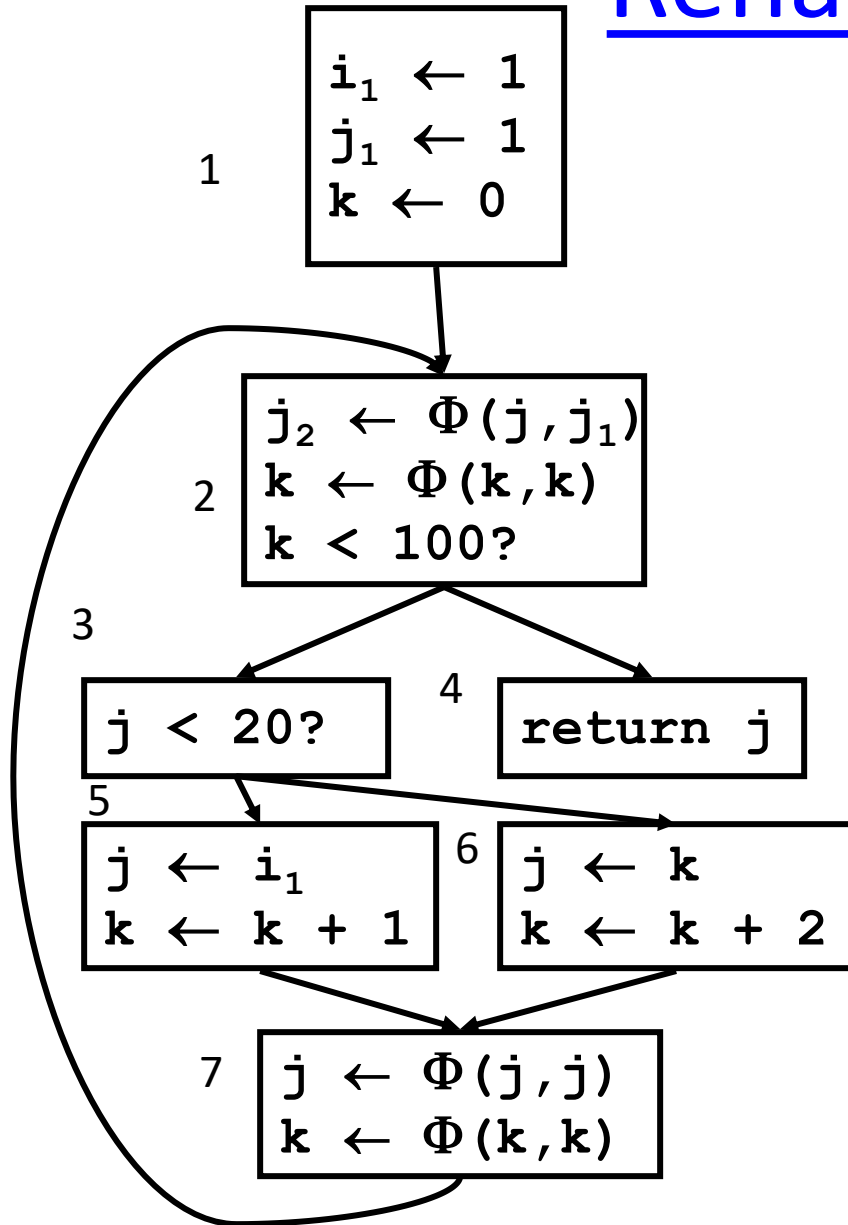 i₁ ← 1
j₁ ← 1
k ← 0
1
j₂ ← Φ(j,j₁)
k ← Φ(k,k)
k < 100?
2
3
j < 20?
4
return j
5
j ← i₁
k ← k + 1
6
j ← k
k ← k + 2
7
j ← Φ(j,j)
k ← Φ(k,k)